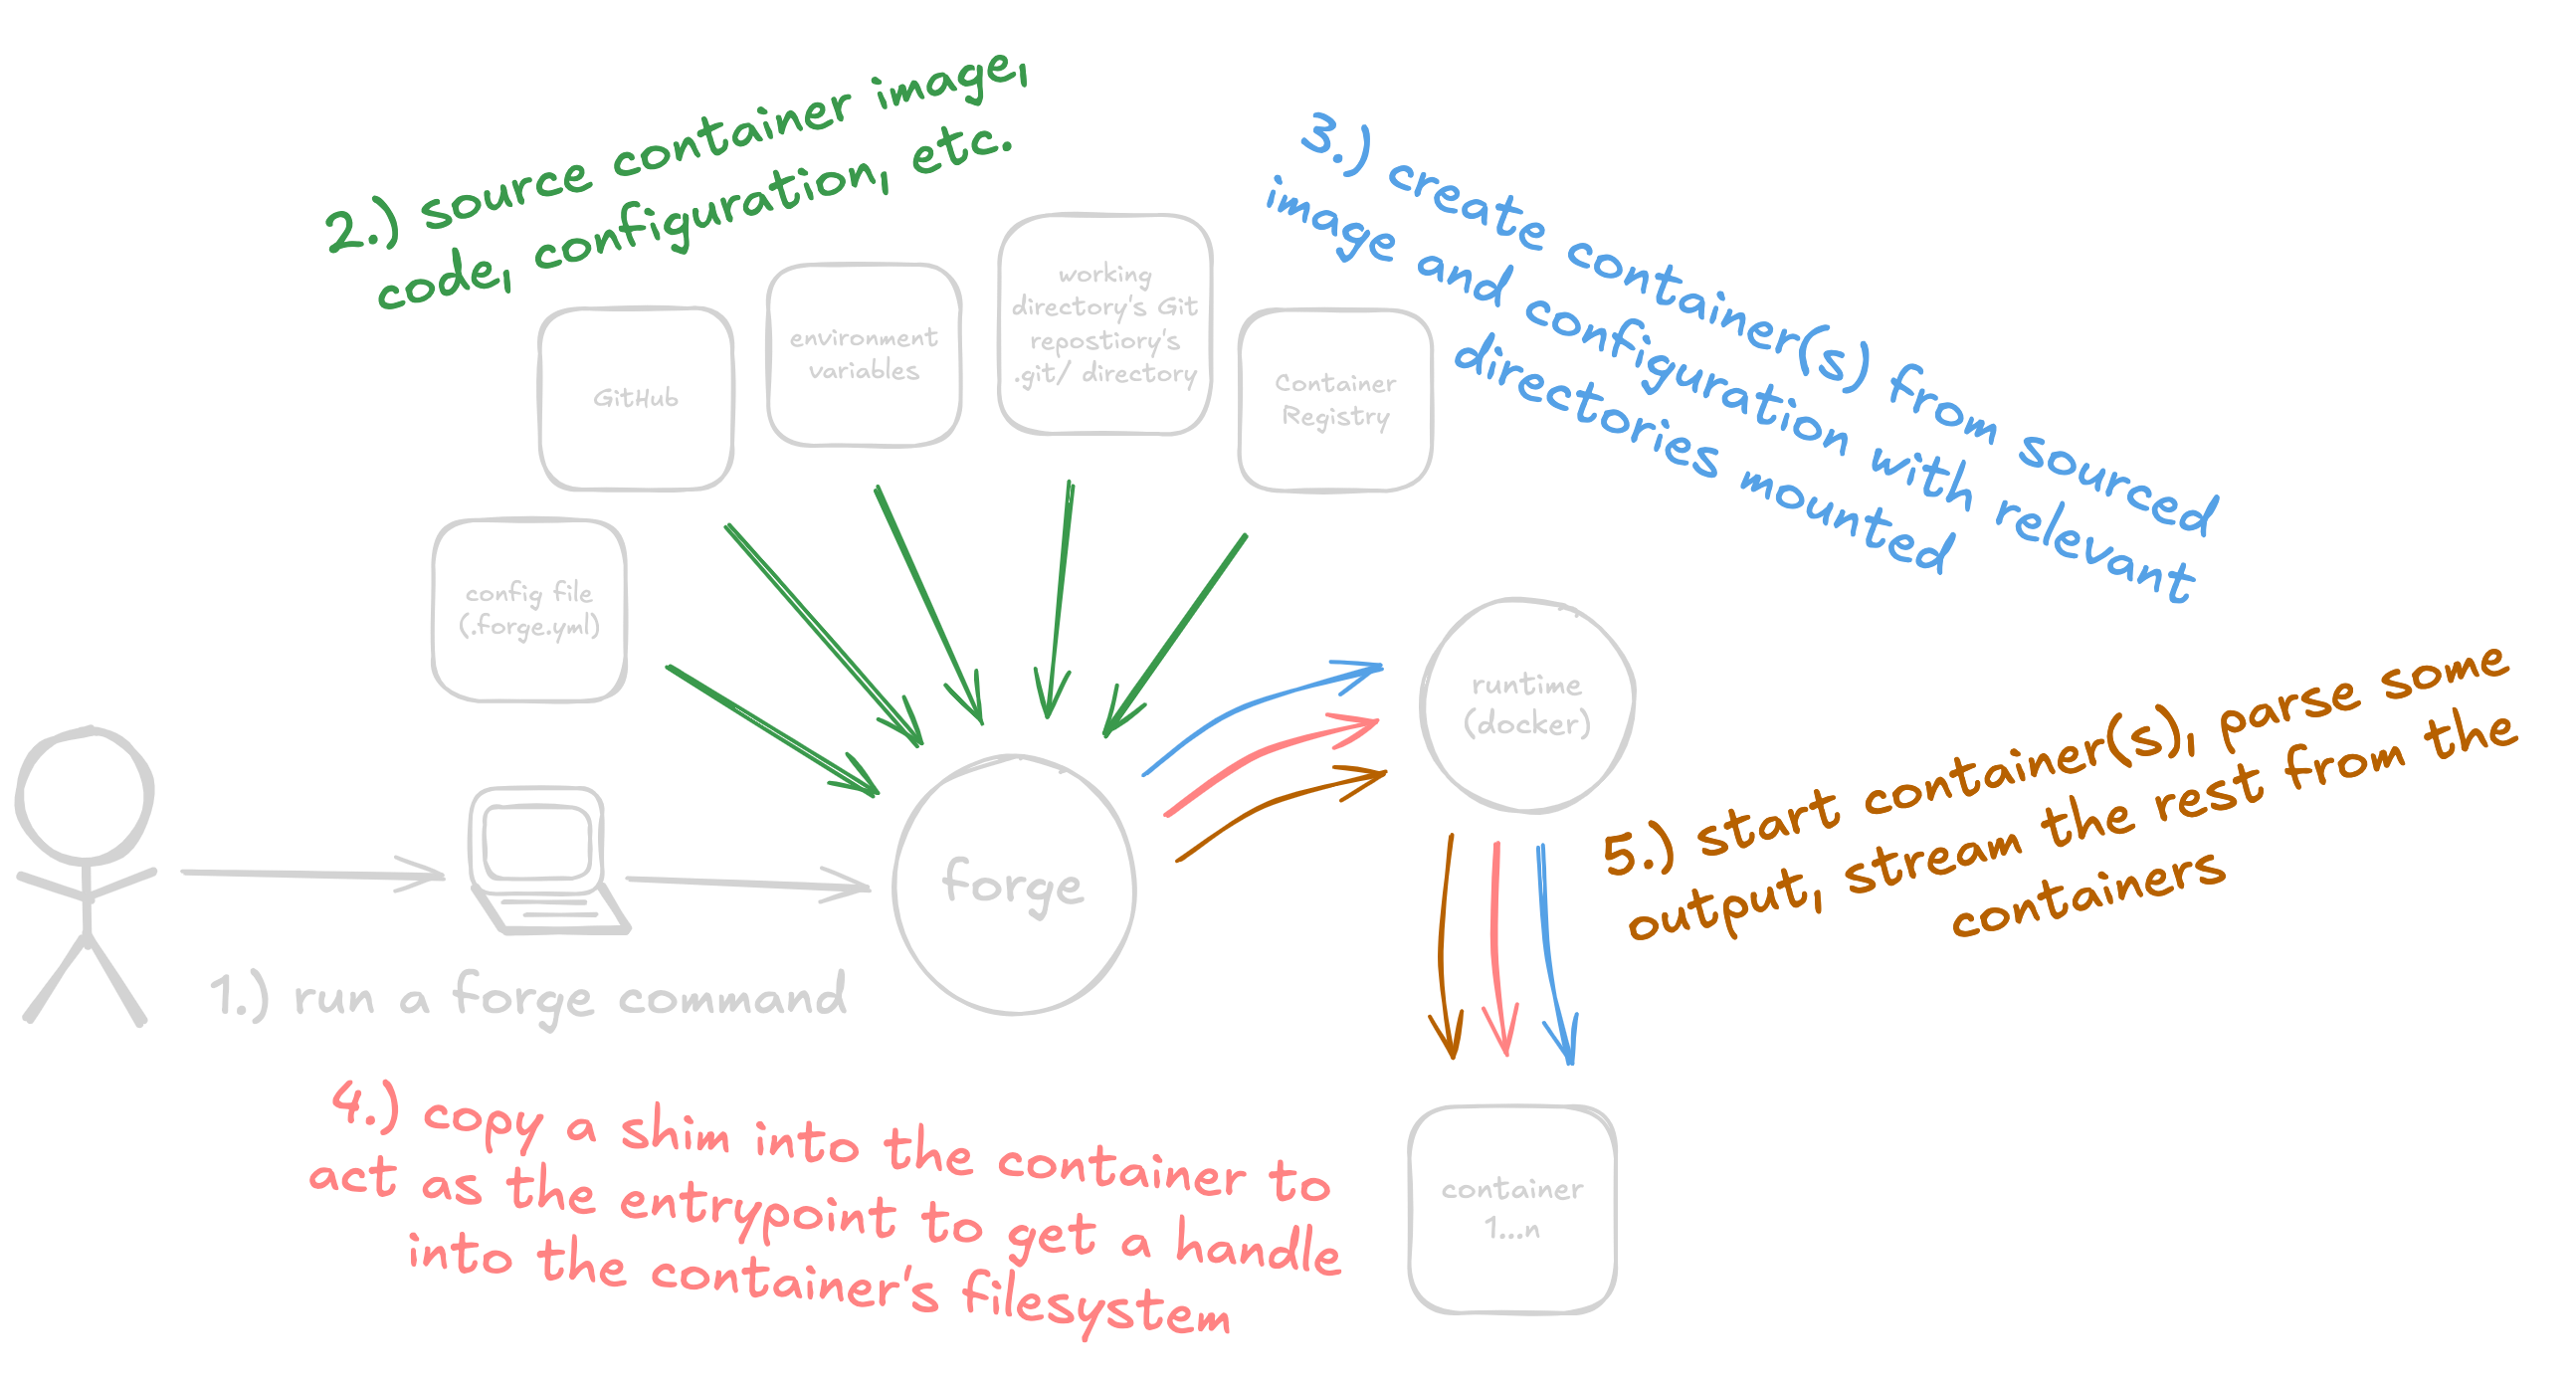 2.) source container image,
code, configuration, etc.
3.) create container(s) from sourced
image and configuration with relevant
directories mounted
GitHub
environment
variables
working
directory's Git
repostiory's
.git/ directory
Container
Registry
config file
(.forge.yml)
runtime
(docker)
5.) start container(s), parse some
output, stream the rest from the
containers
forge
1.) run a forge command
4.) copy a shim into the container to
act as the entrypoint to get a handle
into the container's filesystem
container
1...n